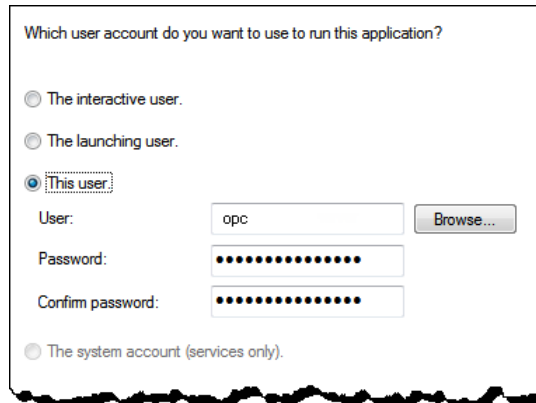 Which user account do you want to use to run this application?
The interactive user.
The launching user.
This user.
User: opc Browse...
Password: •••••••••••••••
Confirm password: •••••••••••••••
The system account (services only).